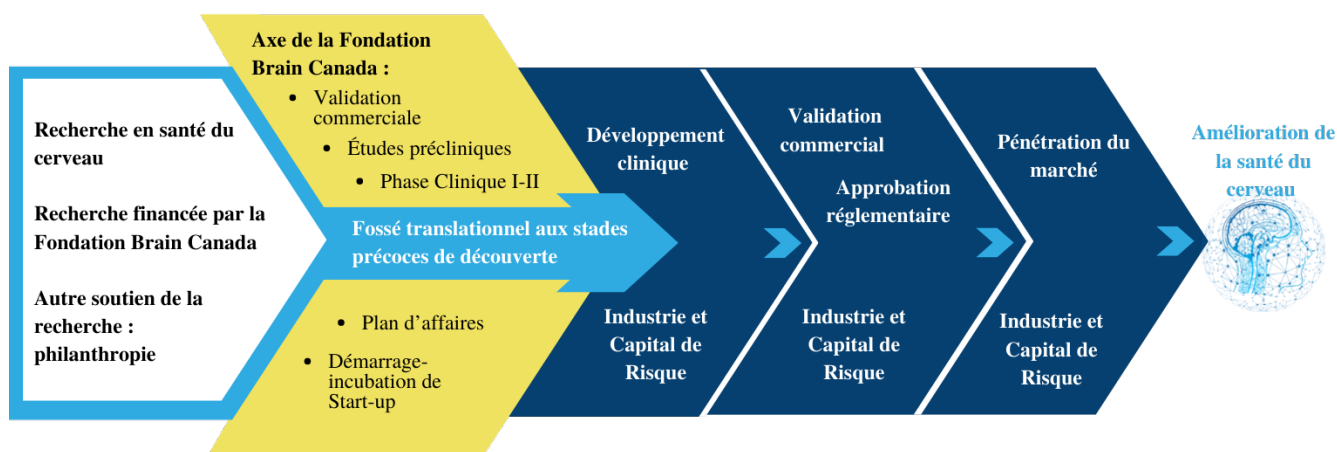 Recherche en santé du
cerveau
Recherche financée par la
Fondation Brain Canada
Autre soutien de la
recherche :
philanthropie
Axe de la Fondation
Brain Canada :
• Validation
commerciale
• Études précliniques
• Phase Clinique I-II
Fossé translationnel aux stades
précoces de découverte
• Plan d’affaires
• Démarrage-
incubation de
Start-up
Développement
clinique
Industrie et
Capital de
Risque
Validation
commercial
Approbation
réglementaire
Industrie et
Capital de
Risque
Pénétration du
marché
Industrie et
Capital de
Risque
Amélioration de
la santé du
cerveau